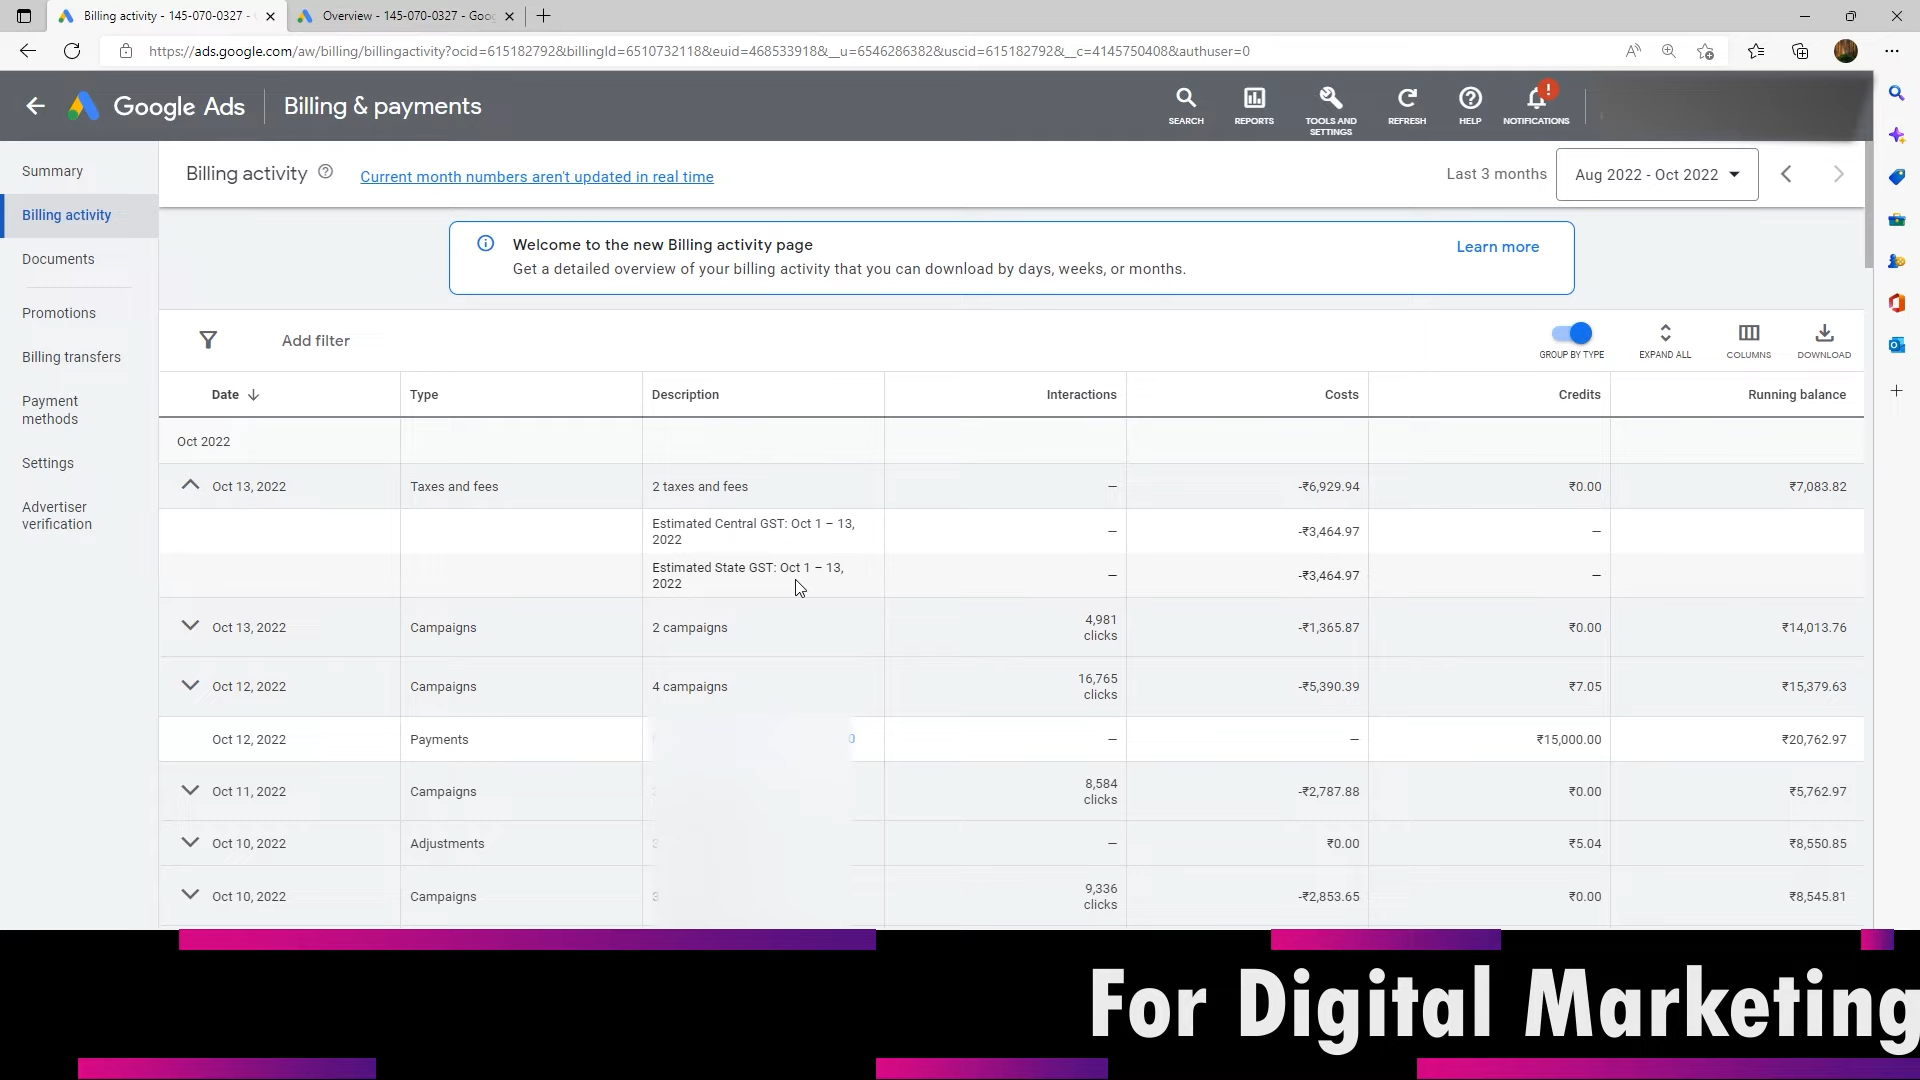 Billing activity - 145-070-0327 -
Overview - 145-070-0327 - Goog
https://ads.google.com/aw/billing/billingactivity?ocid=615182792&billingId=6510732118&euid=468533918&__u=6546286382&uscid=615182792&__c=4145750408&authuser=0
Google Ads
Billing & payments
SEARCH
REPORTS
TOOLS AND
SETTINGS
REFRESH
HELP
NOTIFICATIONS
Summary
Billing activity
Documents
Promotions
Billing transfers
Payment
methods
Settings
Advertiser
verification
Billing activity
Current month numbers aren't updated in real time
Last 3 months
Aug 2022 - Oct 2022
Welcome to the new Billing activity page
Learn more
Get a detailed overview of your billing activity that you can download by days, weeks, or months.
Add filter
GROUP BY TYPE
EXPAND ALL
COLUMNS
DOWNLOAD
Date Type Description Interactions Costs Credits Running balance
Oct 2022
Oct 13, 2022 Taxes and fees 2 taxes and fees — -₹6,929.94 ₹0.00 ₹7,083.82
Estimated Central GST: Oct 1 – 13,
2022 — -₹3,464.97 —
Estimated State GST: Oct 1 – 13,
2022 — -₹3,464.97 —
Oct 13, 2022 Campaigns 2 campaigns 4,981
clicks -₹1,365.87 ₹0.00 ₹14,013.76
Oct 12, 2022 Campaigns 4 campaigns 16,765
clicks -₹5,390.39 ₹7.05 ₹15,379.63
Oct 12, 2022 Payments — — ₹15,000.00 ₹20,762.97
Oct 11, 2022 Campaigns 8,584
clicks -₹2,787.88 ₹0.00 ₹5,762.97
Oct 10, 2022 Adjustments — ₹0.00 ₹5.04 ₹8,550.85
Oct 10, 2022 Campaigns 9,336
clicks -₹2,853.65 ₹0.00 ₹8,545.81
For Digital Marketing